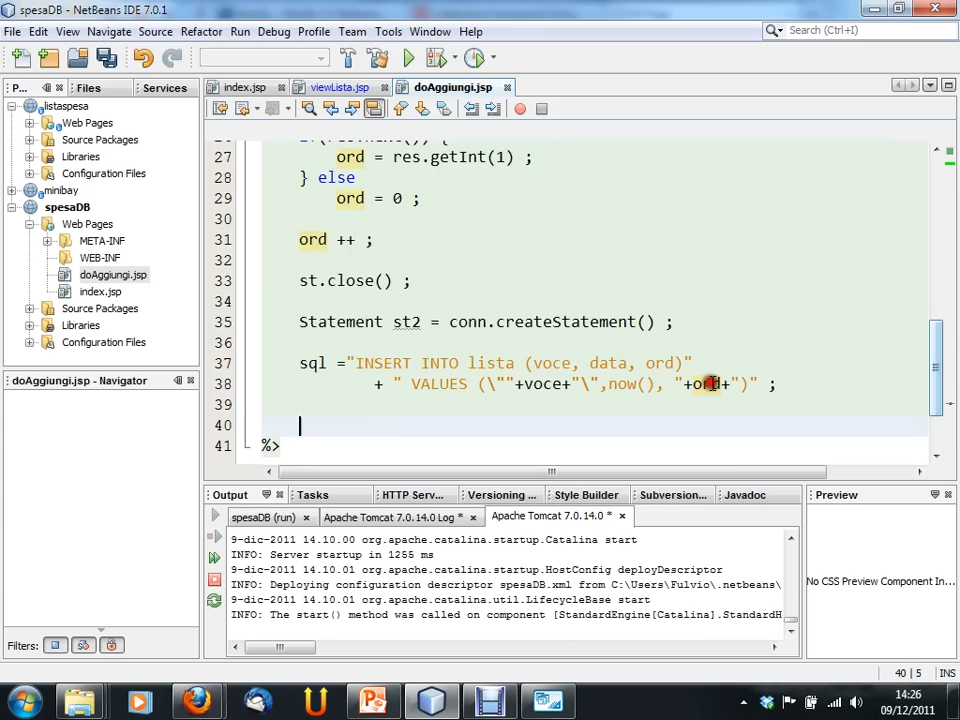 spesaDB - NetBeans IDE 7.0.1
File Edit View Navigate Source Refactor Run Debug Profile Team Tools Window Help
Search (Ctrl+I)
P... Files Services
index.jsp viewLista.jsp doAggiungi.jsp
listaspesa
Web Pages
Source Packages
Libraries
Configuration Files
minibay
spesaDB
Web Pages
META-INF
WEB-INF
doAggiungi.jsp
index.jsp
Source Packages
Libraries
Configuration Files
27 ord = res.getInt(1) ;
28 } else
29 ord = 0 ;
30
31 ord ++ ;
32
33 st.close() ;
34
35 Statement st2 = conn.createStatement() ;
36
37 sql ="INSERT INTO lista (voce, data, ord)"
38 + " VALUES (\""+voce+"\",now(), "+ord+")" ;
39
40
41 %>
doAggiungi.jsp - Navigator
Filters:
Output Tasks HTTP Serv... Versioning ... Style Builder Subversion... Javadoc
Preview
spesaDB (run) Apache Tomcat 7.0.14.0 Log * Apache Tomcat 7.0.14.0 *
9-dic-2011 14.10.00 org.apache.catalina.startup.Catalina start
INFO: Server startup in 1255 ms
9-dic-2011 14.10.01 org.apache.catalina.startup.HostConfig deployDescriptor
INFO: Deploying configuration descriptor spesaDB.xml from C:\Users\Fulvio\.netbeans\
9-dic-2011 14.10.01 org.apache.catalina.util.LifecycleBase start
INFO: The start() method was called on component [StandardEngine[Catalina].StandardH
No CSS Preview Component In...
40 | 5 INS
14:26
09/12/2011